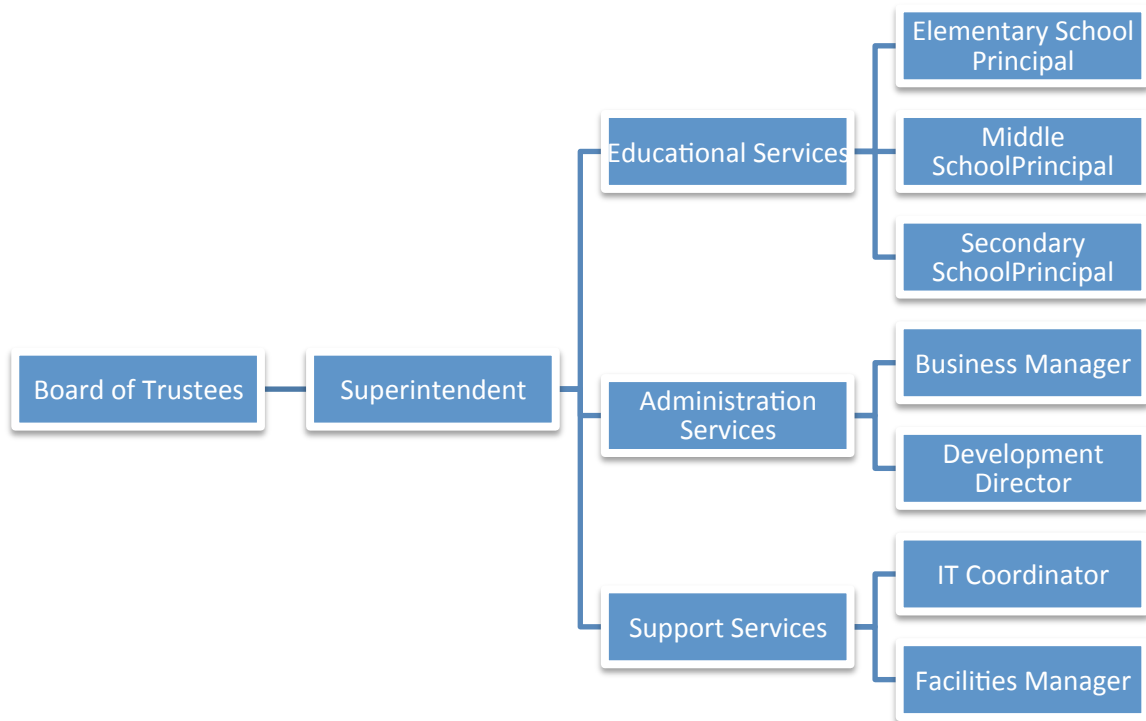 Board of Trustees
Superintendent
Educational Services
Elementary School
Principal
Middle
SchoolPrincipal
Secondary
SchoolPrincipal
Administration
Services
Business Manager
Development
Director
Support Services
IT Coordinator
Facilities Manager